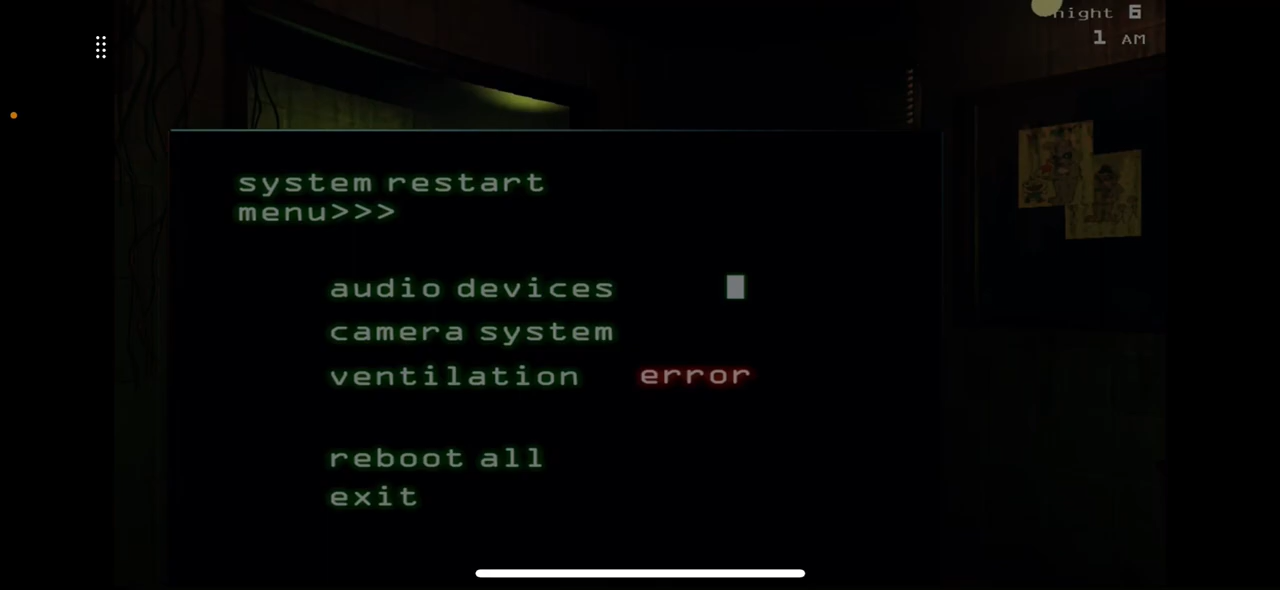 night 6
1 AM
system restart
menu>>>
audio devices
camera system
ventilation error
reboot all
exit